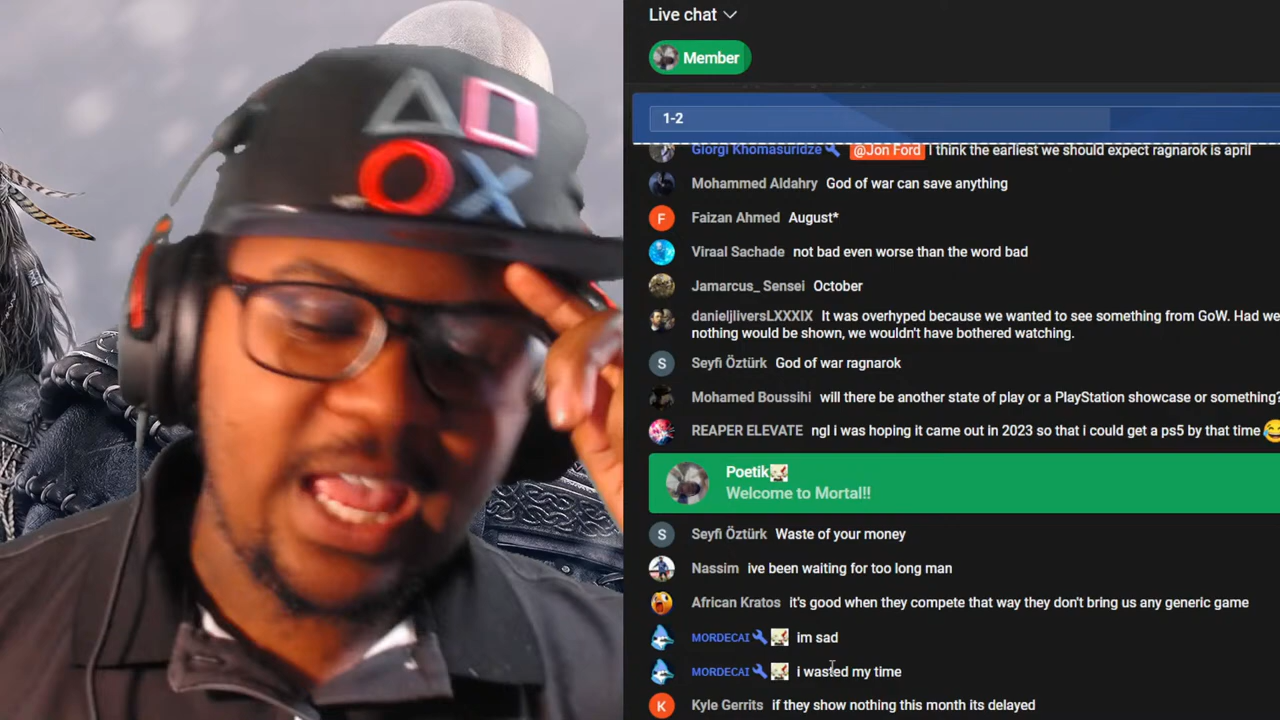 Live chat
Member
1-2
Giorgi Khomasuridze @Jon Ford I think the earliest we should expect ragnarok is april
Mohammed Aldahry God of war can save anything
F Faizan Ahmed August*
Viraal Sachade not bad even worse than the word bad
Jamarcus_ Sensei October
danieljliversLXXXIX It was overhyped because we wanted to see something from GoW. Had we
nothing would be shown, we wouldn't have bothered watching.
S Seyfi Öztürk God of war ragnarok
Mohamed Boussihi will there be another state of play or a PlayStation showcase or something?
REAPER ELEVATE ngl i was hoping it came out in 2023 so that i could get a ps5 by that time
Poetik
Welcome to Mortal!!
S Seyfi Öztürk Waste of your money
Nassim ive been waiting for too long man
African Kratos it's good when they compete that way they don't bring us any generic game
MORDECAI im sad
MORDECAI i wasted my time
K Kyle Gerrits if they show nothing this month its delayed